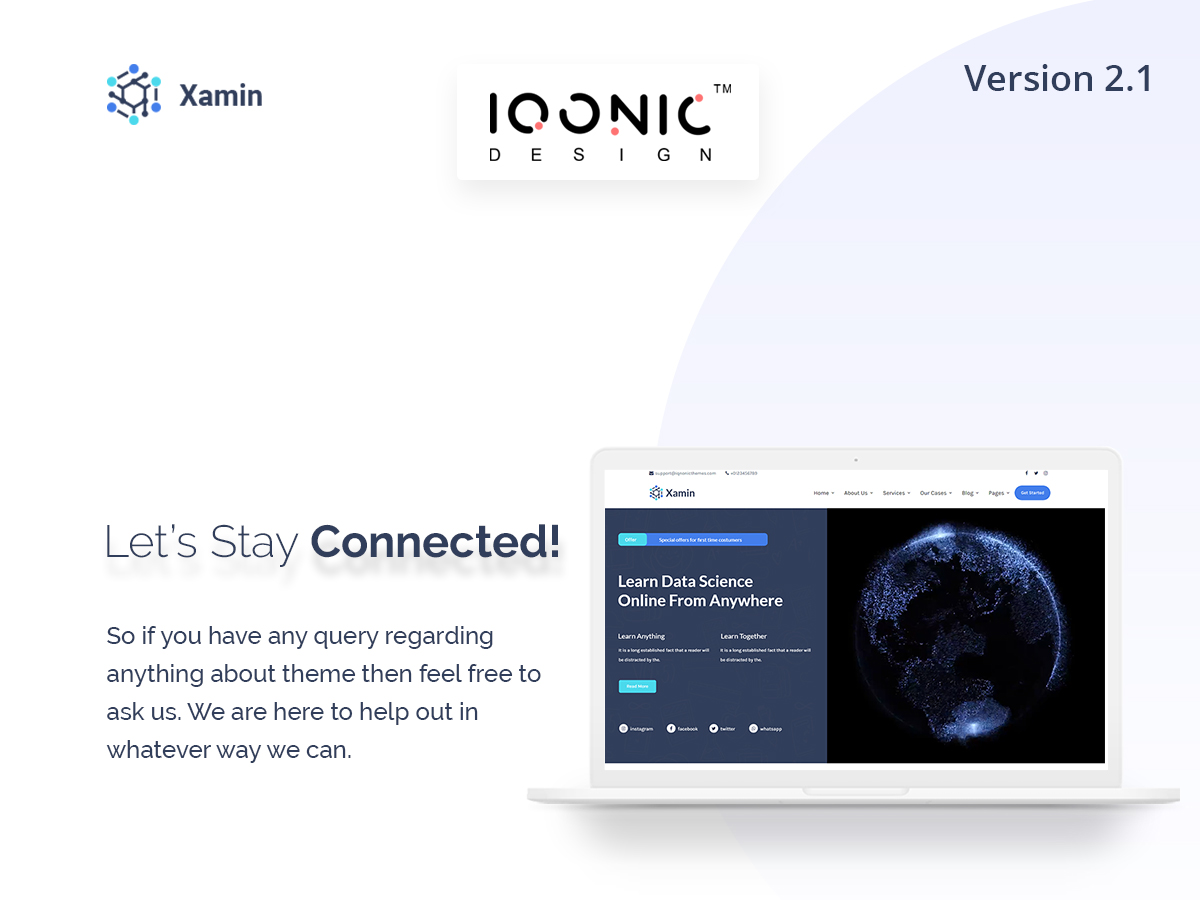 Xamin
IQONIC™
DESIGN
Version 2.1
support@iqonicthemes.com +0123456789
Xamin
Home About Us Services Our Cases Blog Pages Get Started
Offer Special offers for first time costumers
Learn Data Science
Online From Anywhere
Learn Anything Learn Together
It is a long established fact that a reader will It is a long established fact that a reader will
be distracted by the. be distracted by the.
Read More
instagram facebook twitter whatsapp
Let's Stay Connected!
So if you have any query regarding
anything about theme then feel free to
ask us. We are here to help out in
whatever way we can.